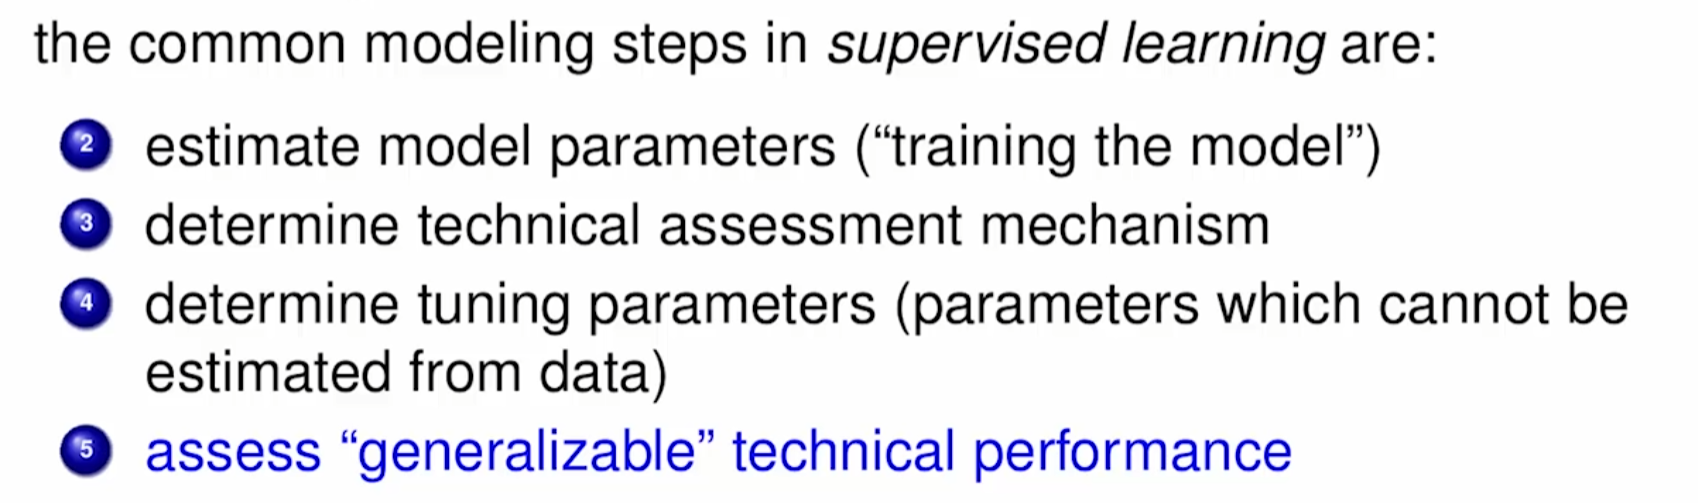 the common modeling steps in supervised learning are:
2 estimate model parameters (“training the model”)
3 determine technical assessment mechanism
4 determine tuning parameters (parameters which cannot be
estimated from data)
5 assess “generalizable” technical performance